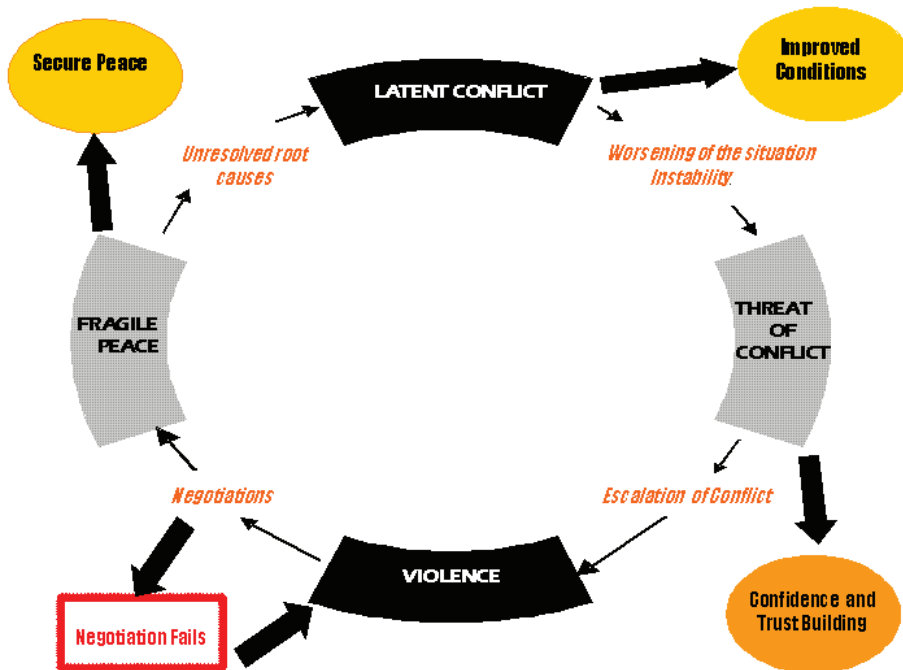 Secure Peace
LATENT CONFLICT
Improved
Conditions
Unresolved root
causes
Worsening of the situation
Instability
FRAGILE
PEACE
THREAT
OF
CONFLICT
Negotiations
Escalation of Conflict
VIOLENCE
Negotiation Fails
Confidence and
Trust Building